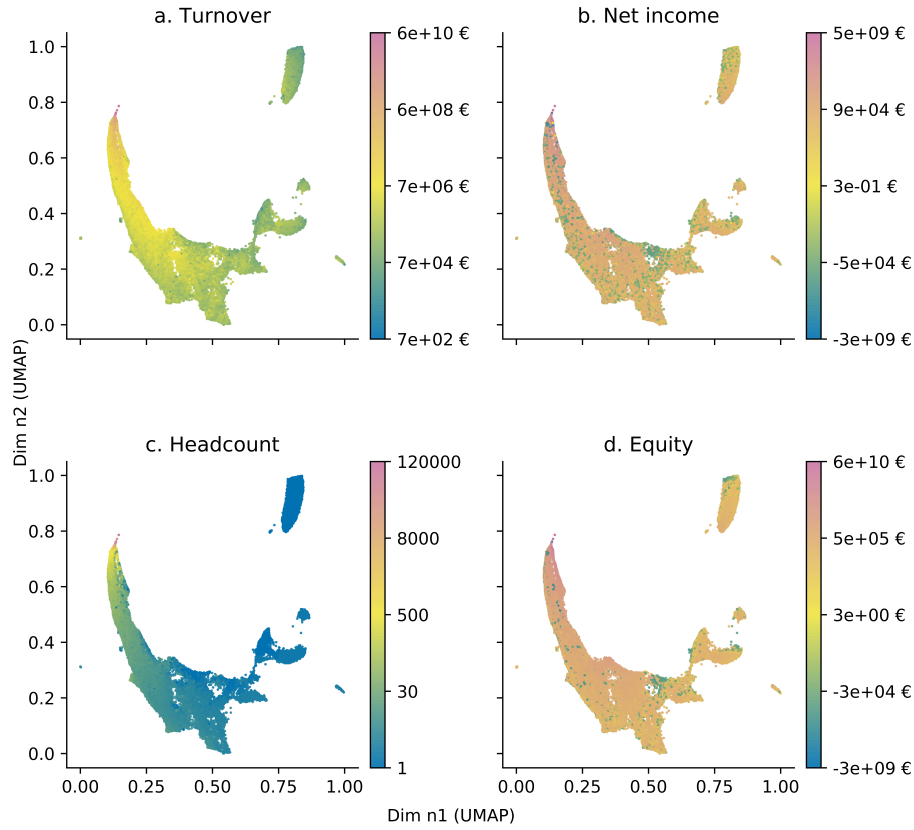 a. Turnover
b. Net income
1.0
0.8
0.6
0.4
0.2
0.0
6e+10 €
6e+08 €
7e+06 €
7e+04 €
7e+02 €
5e+09 €
9e+04 €
3e-01 €
-5e+04 €
-3e+09 €
Dim n2 (UMAP)
c. Headcount
d. Equity
1.0
0.8
0.6
0.4
0.2
0.0
0.00 0.25 0.50 0.75 1.00
120000
8000
500
30
1
0.00 0.25 0.50 0.75 1.00
6e+10 €
5e+05 €
3e+00 €
-3e+04 €
-3e+09 €
Dim n1 (UMAP)